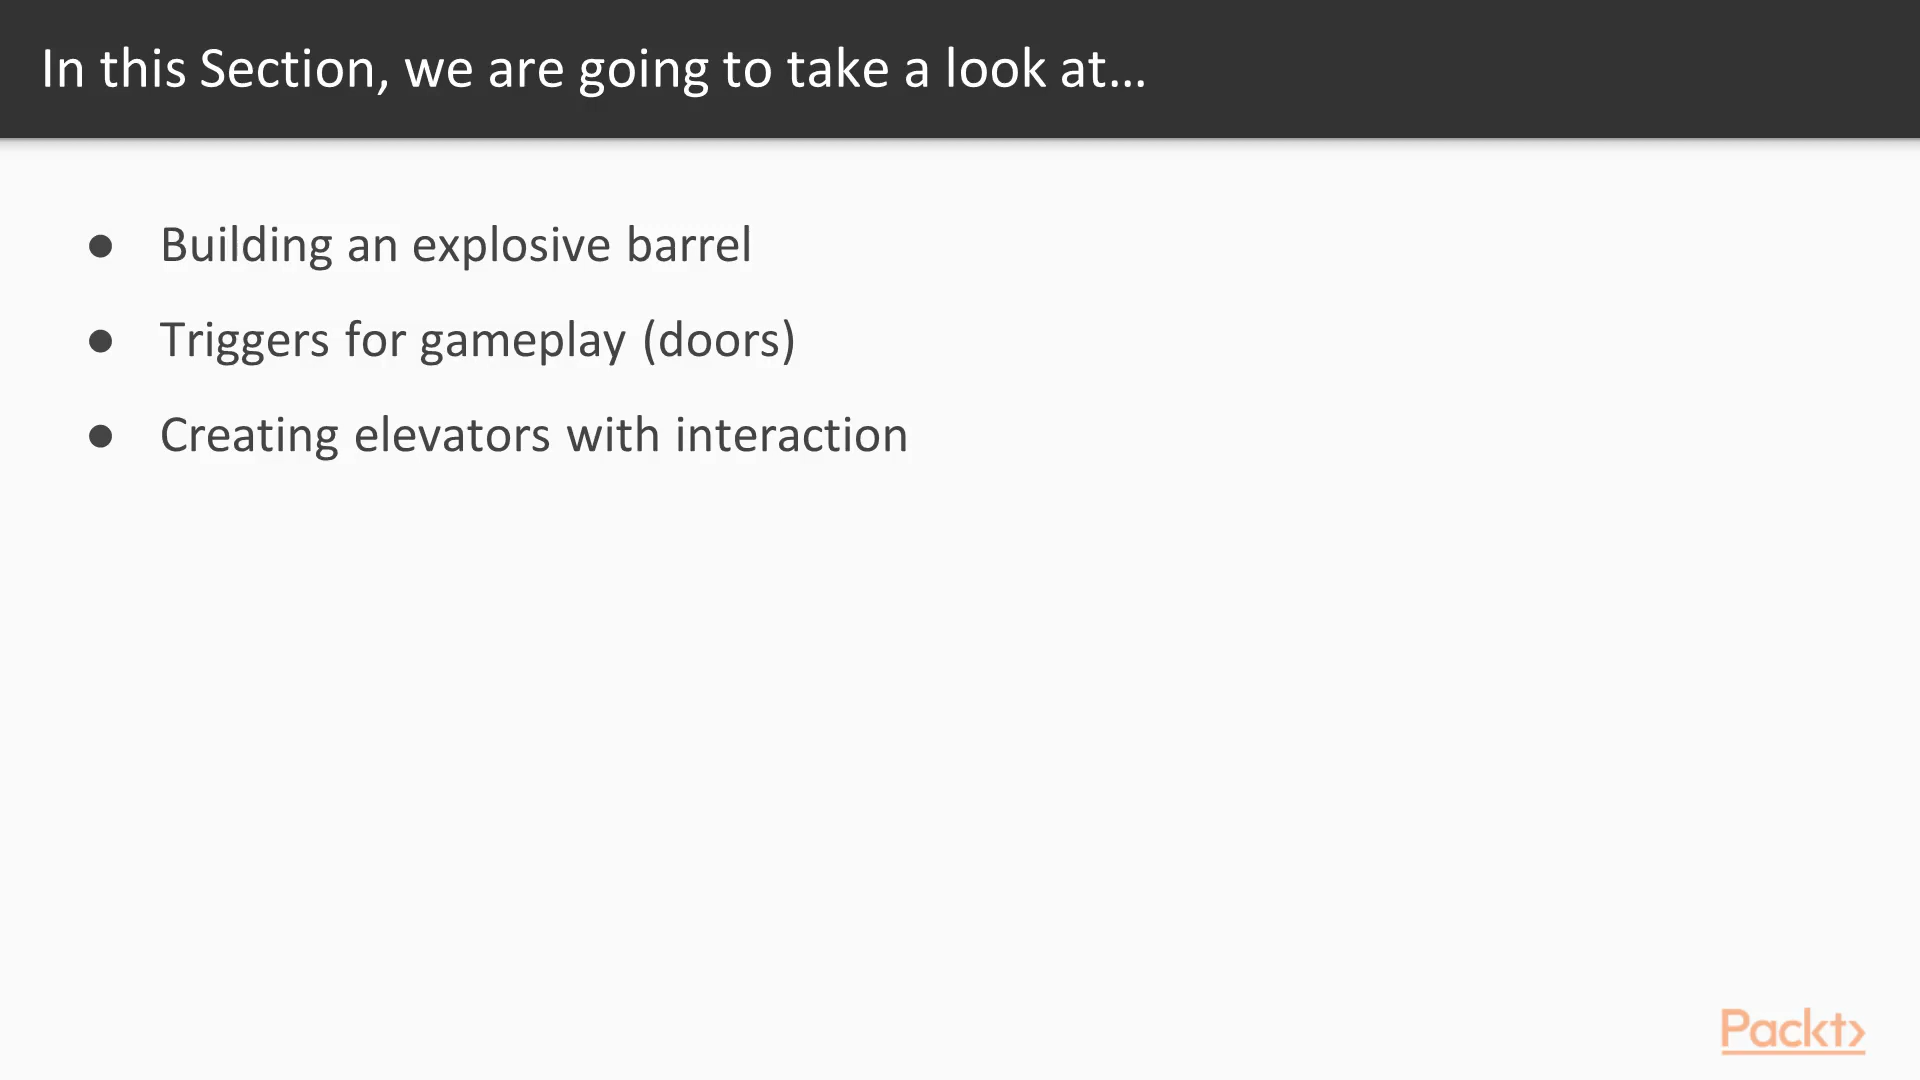 In this Section, we are going to take a look at…
● Building an explosive barrel
● Triggers for gameplay (doors)
● Creating elevators with interaction
Packt>